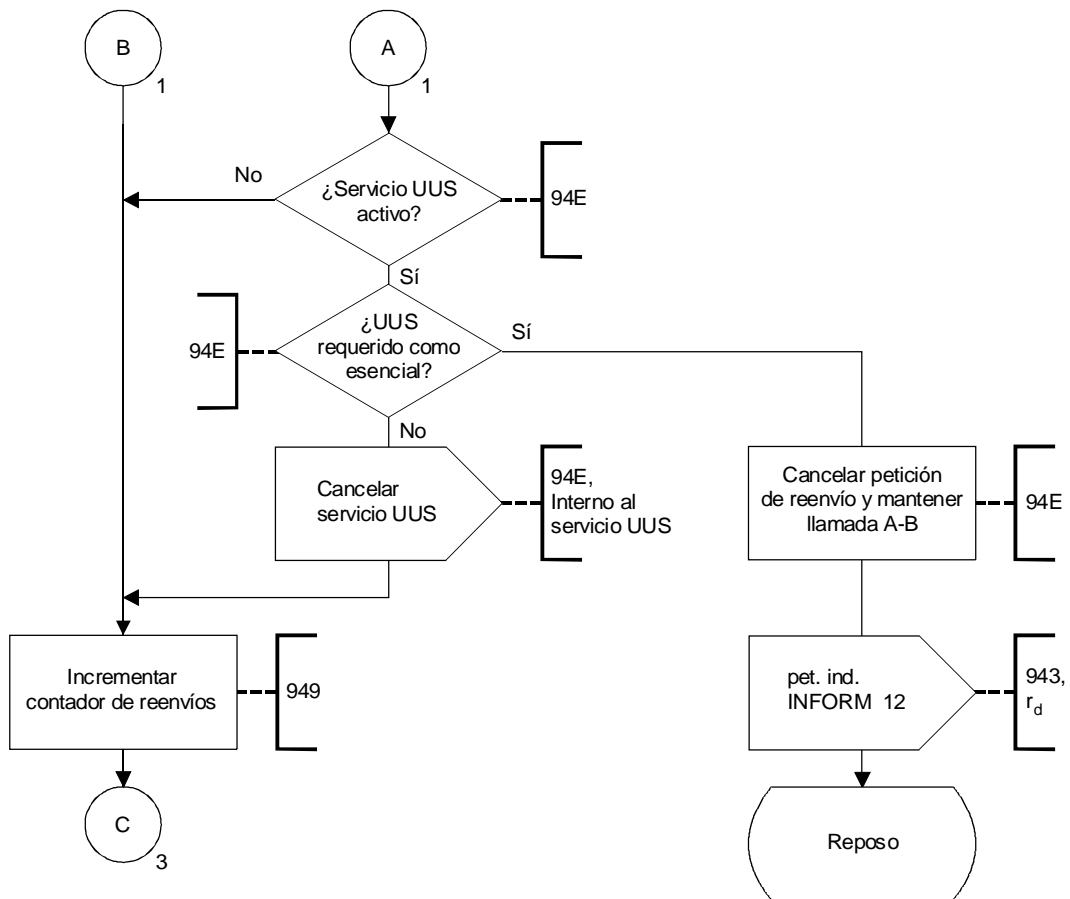 B
1
A
1
No
¿Servicio UUS
activo?
94E
Sí
94E
¿UUS
requerido como
esencial?
Sí
No
Cancelar
servicio UUS
94E,
Interno al
servicio UUS
Cancelar petición
de reenvío y mantener
llamada A-B
94E
Incrementar
contador de reenvíos
949
pet. ind.
INFORM 12
943,
rd
C
3
Reposo